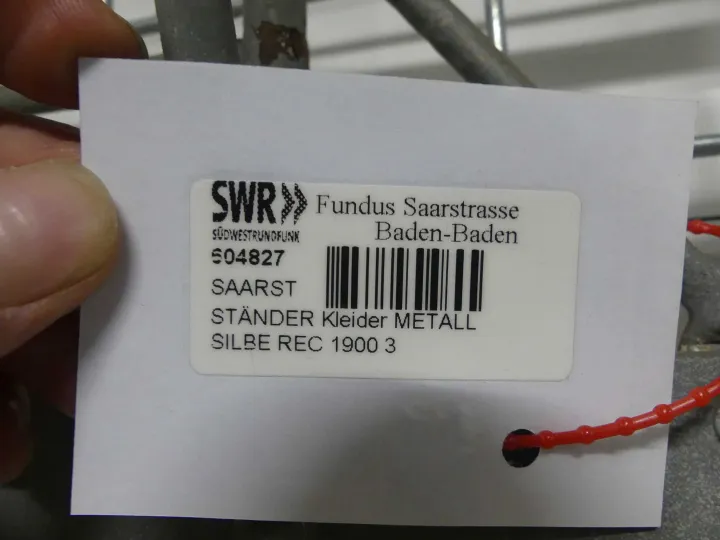 SWR» Fundus Saarstrasse
SÜDWESTRUNDFUNK Baden-Baden
604827
SAARST
STÄNDER Kleider METALL
SILBE REC 1900 3